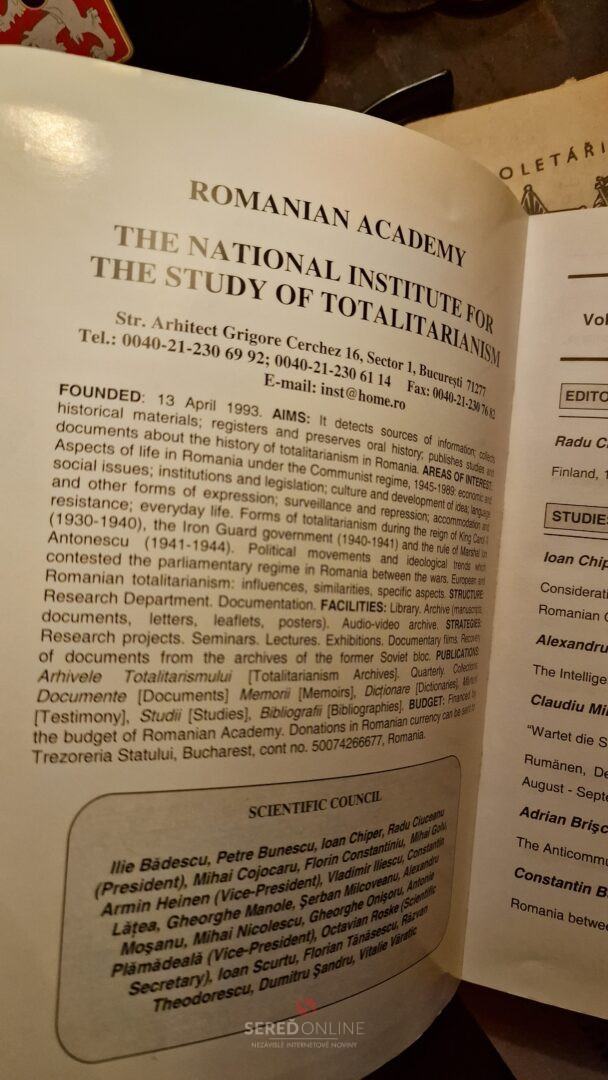 OLETÁŘI
ROMANIAN ACADEMY
THE NATIONAL INSTITUTE FOR
THE STUDY OF TOTALITARIANISM
Str. Arhitect Grigore Cerchez 16, Sector 1, București 71277
Tel.: 0040-21-230 69 92; 0040-21-230 61 14 Fax: 0040-21-230 76 82
E-mail: inst@home.ro
FOUNDED: 13 April 1993. AIMS: It detects sources of information; collects
historical materials; registers and preserves oral history; publishes studies and
documents about the history of totalitarianism in Romania. AREAS OF INTEREST:
Aspects of life in Romania under the Communist regime, 1945-1989: economic and
social issues; institutions and legislation; culture and development of idea; language
and other forms of expression; surveillance and repression; accommodation and
resistance; everyday life. Forms of totalitarianism during the reign of King Carol II
(1930-1940), the Iron Guard government (1940-1941) and the rule of Marshal Ion
Antonescu (1941-1944). Political movements and ideological trends which
contested the parliamentary regime in Romania between the wars. European and
Romanian totalitarianism: influences, similarities, specific aspects. STRUCTURE:
Research Department. Documentation. FACILITIES: Library. Archive (manuscripts,
documents, letters, leaflets, posters). Audio-video archive. STRATEGIES:
Research projects. Seminars. Lectures. Exhibitions. Documentary films. Recovery
of documents from the archives of the former Soviet bloc. PUBLICATIONS:
Arhivele Totalitarismului [Totalitarianism Archives]. Quarterly. Collections:
Documente [Documents] Memorii [Memoirs], Dicționare [Dictionaries], Mărturii
[Testimony], Studii [Studies], Bibliografii [Bibliographies]. BUDGET: Financed by
the budget of Romanian Academy. Donations in Romanian currency can be sent to
Trezoreria Statului, Bucharest, cont no. 50074266677, Romania.
SCIENTIFIC COUNCIL
Ilie Bădescu, Petre Bunescu, Ioan Chiper, Radu Ciuceanu
(President), Mihai Cojocaru, Florin Constantiniu, Mihai Golu,
Armin Heinen (Vice-President), Vladimir Iliescu, Constantin
Lățea, Gheorghe Manole, Șerban Milcoveanu, Alexandru
Moșanu, Mihai Nicolescu, Gheorghe Onișoru, Antonie
Plămădeală (Vice-President), Octavian Roske (Scientific
Secretary), Ioan Scurtu, Florian Tănăsescu, Răzvan
Theodorescu, Dumitru Șandru, Vitalie Văratic
Vol
EDITO
Radu C
Finland, 1
STUDIES
Ioan Chip
Considerati
Romanian C
Alexandru
The Intellige
Claudiu Mi
"Wartet die S
Rumänen, De
August - Septe
Adrian Brișc
The Anticommu
Constantin B
Romania betwee
SEREĎONLINE
NEZÁVISLÉ INTERNETOVÉ NOVINY